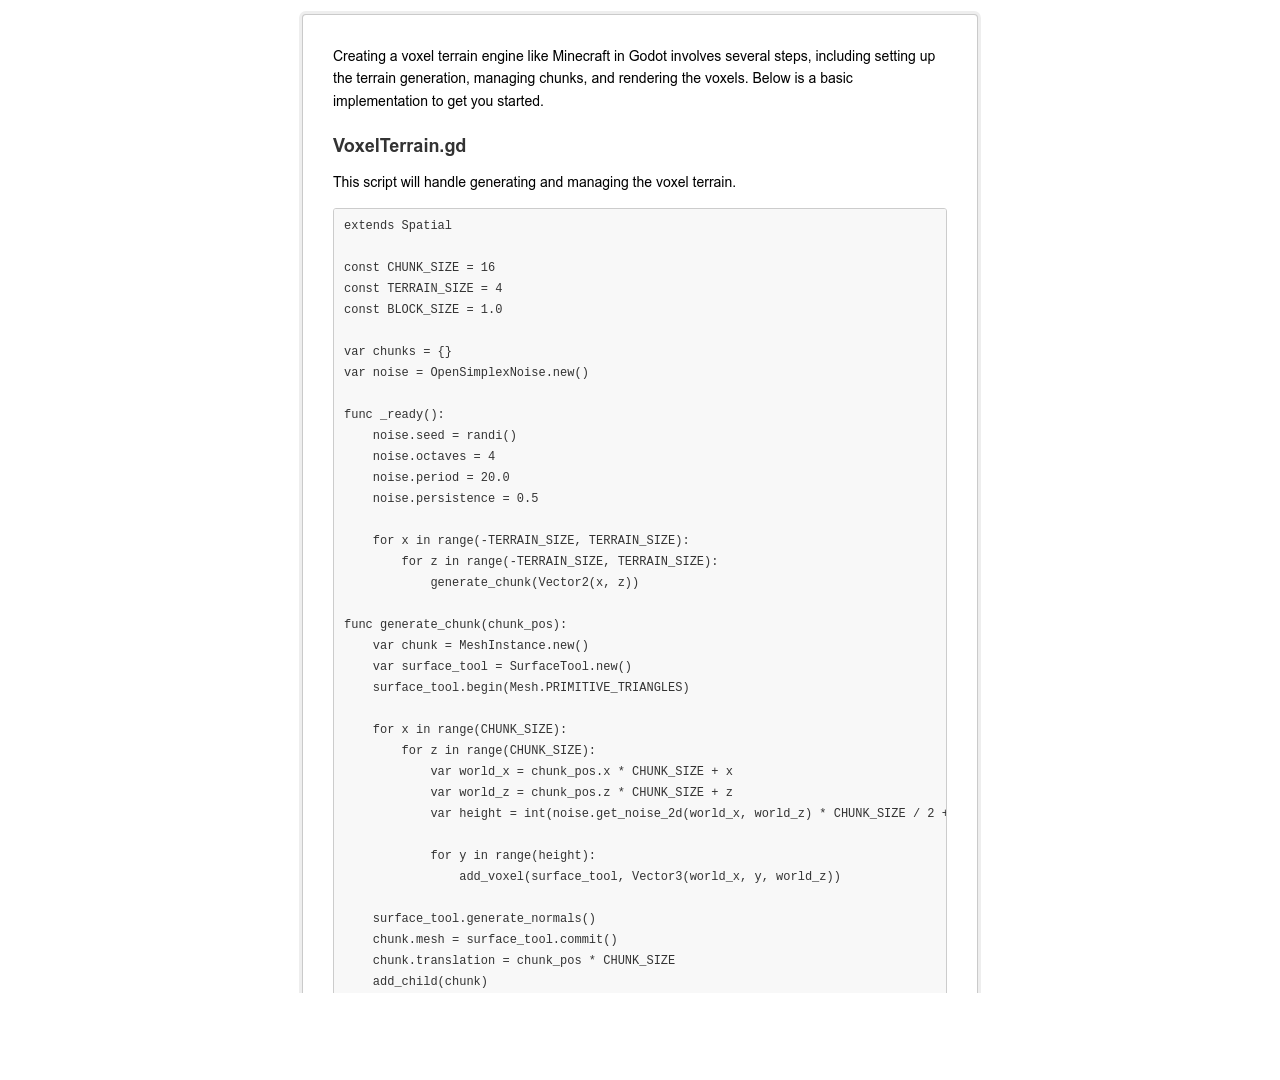 Creating a voxel terrain engine like Minecraft in Godot involves several steps, including setting up
the terrain generation, managing chunks, and rendering the voxels. Below is a basic
implementation to get you started.
VoxelTerrain.gd
This script will handle generating and managing the voxel terrain.
extends Spatial

const CHUNK_SIZE = 16
const TERRAIN_SIZE = 4
const BLOCK_SIZE = 1.0

var chunks = {}
var noise = OpenSimplexNoise.new()

func _ready():
    noise.seed = randi()
    noise.octaves = 4
    noise.period = 20.0
    noise.persistence = 0.5

    for x in range(-TERRAIN_SIZE, TERRAIN_SIZE):
        for z in range(-TERRAIN_SIZE, TERRAIN_SIZE):
            generate_chunk(Vector2(x, z))

func generate_chunk(chunk_pos):
    var chunk = MeshInstance.new()
    var surface_tool = SurfaceTool.new()
    surface_tool.begin(Mesh.PRIMITIVE_TRIANGLES)

    for x in range(CHUNK_SIZE):
        for z in range(CHUNK_SIZE):
            var world_x = chunk_pos.x * CHUNK_SIZE + x
            var world_z = chunk_pos.z * CHUNK_SIZE + z
            var height = int(noise.get_noise_2d(world_x, world_z) * CHUNK_SIZE / 2 +

            for y in range(height):
                add_voxel(surface_tool, Vector3(world_x, y, world_z))

    surface_tool.generate_normals()
    chunk.mesh = surface_tool.commit()
    chunk.translation = chunk_pos * CHUNK_SIZE
    add_child(chunk)